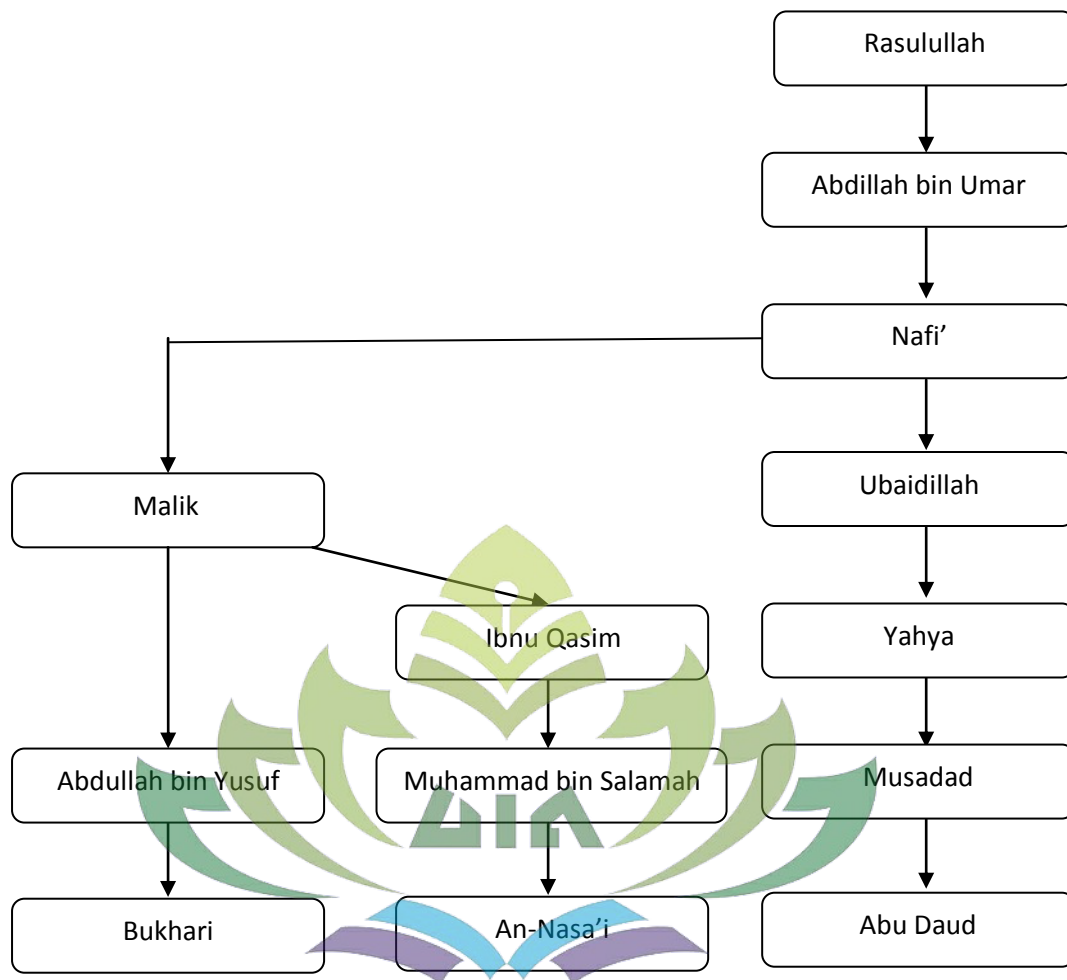 Rasulullah
Abdillah bin Umar
Nafi’
Ubaidillah
Malik
Ibnu Qasim
Yahya
Abdullah bin Yusuf
Muhammad bin Salamah
Musadad
Bukhari
An-Nasa’i
Abu Daud